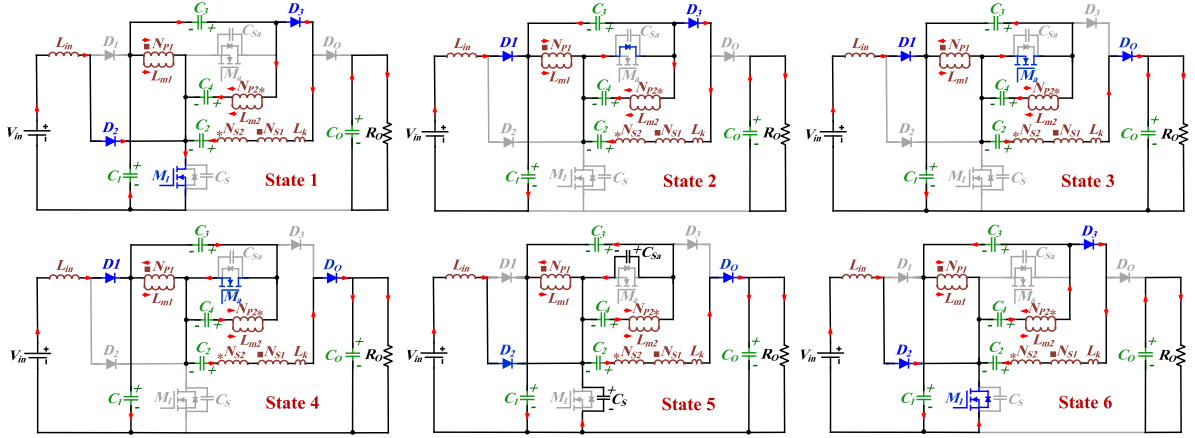 C3 D3
CSa
Lin D1 NP1 DO
Lm1 Ma
C4 NP2*
Lm2
Vin + - D2 C2 *NS2 NS1 Lk CO + - RO
C1 + - M1 CS
State 1
C3 D3
CSa
Lin D1 NP1 DO
Lm1 Ma
C4 NP2*
Lm2
Vin + - D2 C2 *NS2 NS1 Lk CO + - RO
C1 + - CS
State 2
C3 D3
CSa
Lin D1 NP1 DO
Lm1 Ma
C4 NP2*
Lm2
Vin + - D2 C2 *NS2 NS1 Lk CO + - RO
C1 + - M1 CS
State 3
C3 D3
CSa
Lin D1 NP1 DO
Lm1 Ma
C4 NP2*
Lm2
Vin + - D2 C2 *NS2 NS1 Lk CO + - RO
C1 + - M1 CS
State 4
C3 D3
- + CSa
Lin D1 NP1 DO
Lm1 Ma
C4 NP2*
Lm2
Vin + - D2 C2 *NS2 NS1 Lk CO + - RO
C1 + - M1 + - CS
State 5
C3 D3
CSa
Lin D1 NP1 DO
Lm1 Ma
C4 NP2*
Lm2
Vin + - D2 C2 *NS2 NS1 Lk CO + - RO
C1 + - M1 CS
State 6